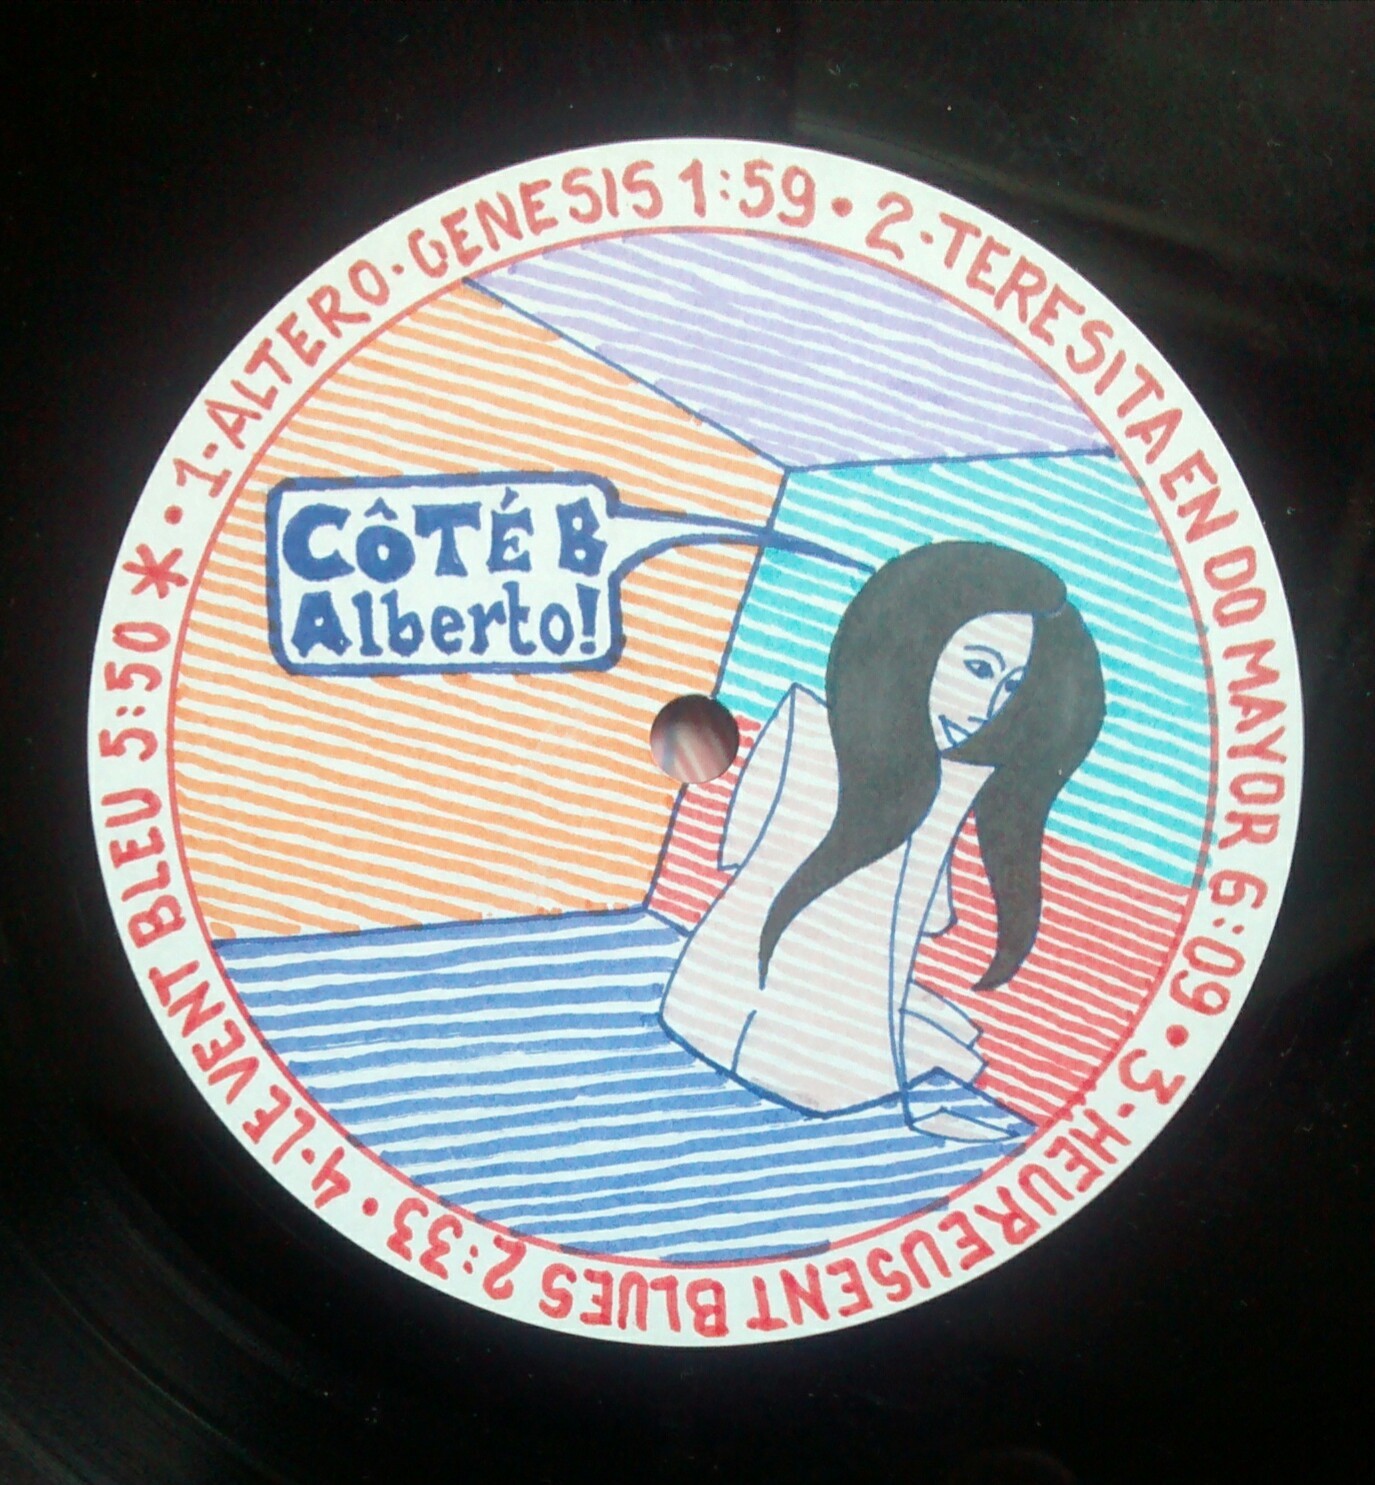 1-ALTERO-GENESIS 1:59 • 2-TERESITA EN DO MAYOR 6:09 • 3-HEUREUSENT BLUES 2:33 • 4-LE VENT BLEU 5:50 * •
CôTÉ B
Alberto!